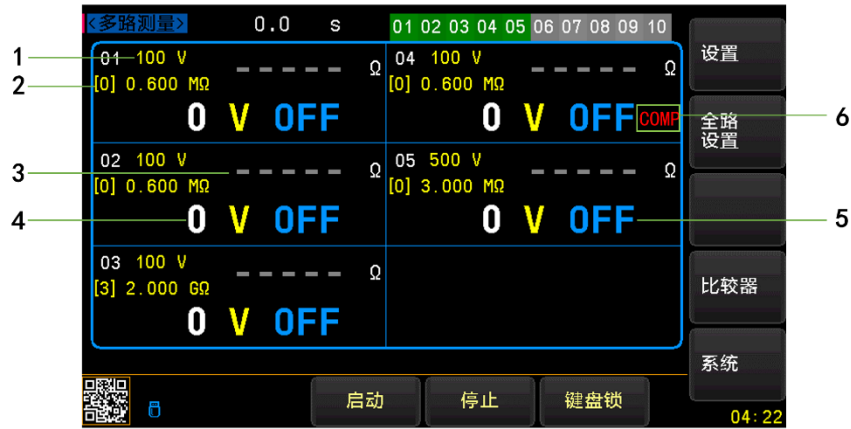 <多路测量> 0.0 s 01 02 03 04 05 06 07 08 09 10
设置
全路
设置
比较器
系统
1
2
3
4
5
6
01 100 V
[0] 0.600 MΩ
_ _ _ _ _ Ω
0 V OFF
02 100 V
[0] 0.600 MΩ
_ _ _ _ _ Ω
0 V OFF
03 100 V
[3] 2.000 GΩ
_ _ _ _ _ Ω
0 V OFF
04 100 V
[0] 0.600 MΩ
_ _ _ _ _ Ω
0 V OFF COMP
05 500 V
[0] 3.000 MΩ
_ _ _ _ _ Ω
0 V OFF
启动 停止 键盘锁
04:22